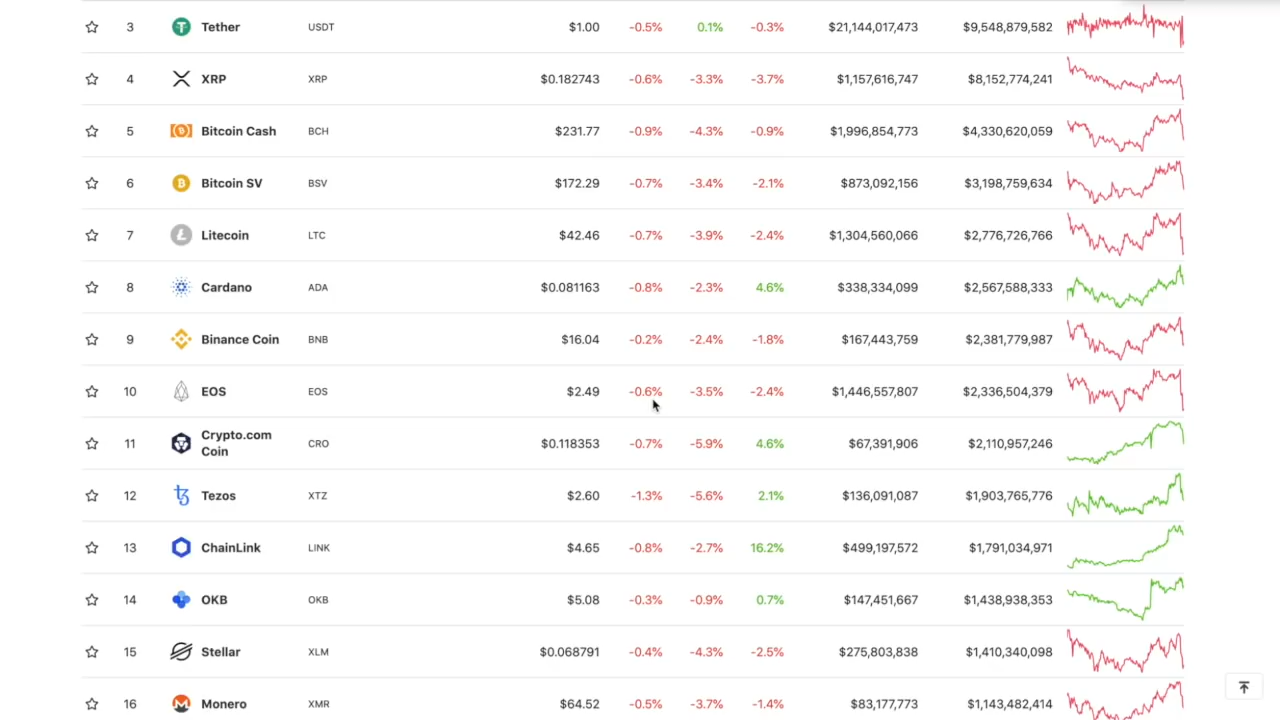 3 Tether USDT $1.00 -0.5% 0.1% -0.3% $21,144,017,473 $9,548,879,582
4 XRP XRP $0.182743 -0.6% -3.3% -3.7% $1,157,616,747 $8,152,774,241
5 Bitcoin Cash BCH $231.77 -0.9% -4.3% -0.9% $1,996,854,773 $4,330,620,059
6 Bitcoin SV BSV $172.29 -0.7% -3.4% -2.1% $873,092,156 $3,198,759,634
7 Litecoin LTC $42.46 -0.7% -3.9% -2.4% $1,304,560,066 $2,776,726,766
8 Cardano ADA $0.081163 -0.8% -2.3% 4.6% $338,334,099 $2,567,588,333
9 Binance Coin BNB $16.04 -0.2% -2.4% -1.8% $167,443,759 $2,381,779,987
10 EOS EOS $2.49 -0.6% -3.5% -2.4% $1,446,557,807 $2,336,504,379
11 Crypto.com Coin CRO $0.118353 -0.7% -5.9% 4.6% $67,391,906 $2,110,957,246
12 Tezos XTZ $2.60 -1.3% -5.6% 2.1% $136,091,087 $1,903,765,776
13 ChainLink LINK $4.65 -0.8% -2.7% 16.2% $499,197,572 $1,791,034,971
14 OKB OKB $5.08 -0.3% -0.9% 0.7% $147,451,667 $1,438,938,353
15 Stellar XLM $0.068791 -0.4% -4.3% -2.5% $275,803,838 $1,410,340,098
16 Monero XMR $64.52 -0.5% -3.7% -1.4% $83,177,773 $1,143,482,414